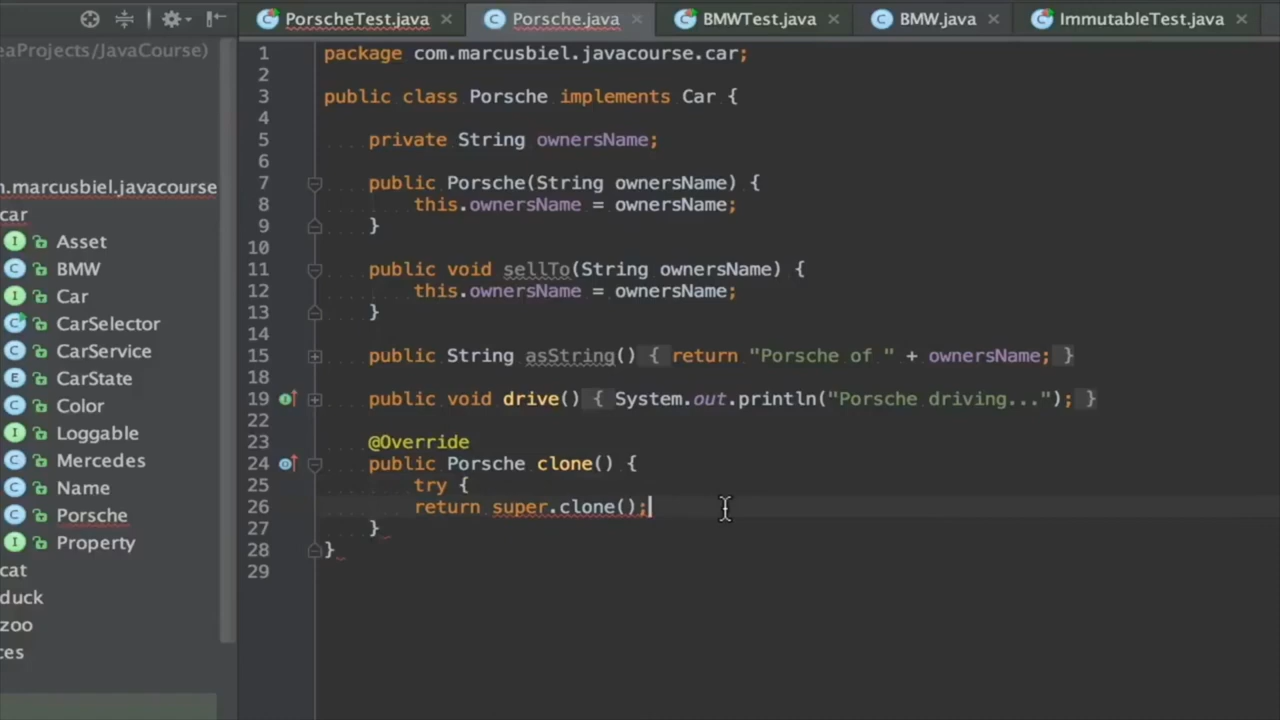 PorscheTest.java
Porsche.java
BMWTest.java
BMW.java
ImmutableTest.java
eaProjects/JavaCourse)
n.marcusbiel.javacourse
car
Asset
BMW
Car
CarSelector
CarService
CarState
Color
Loggable
Mercedes
Name
Porsche
Property
cat
duck
zoo
ces
1 package com.marcusbiel.javacourse.car;
2
3 public class Porsche implements Car {
4
5 private String ownersName;
6
7 public Porsche(String ownersName) {
8 this.ownersName = ownersName;
9 }
10
11 public void sellTo(String ownersName) {
12 this.ownersName = ownersName;
13 }
14
15 public String asString() { return "Porsche of " + ownersName; }
18
19 public void drive() { System.out.println("Porsche driving..."); }
22
23 @Override
24 public Porsche clone() {
25 try {
26 return super.clone();
27 }
28 }
29